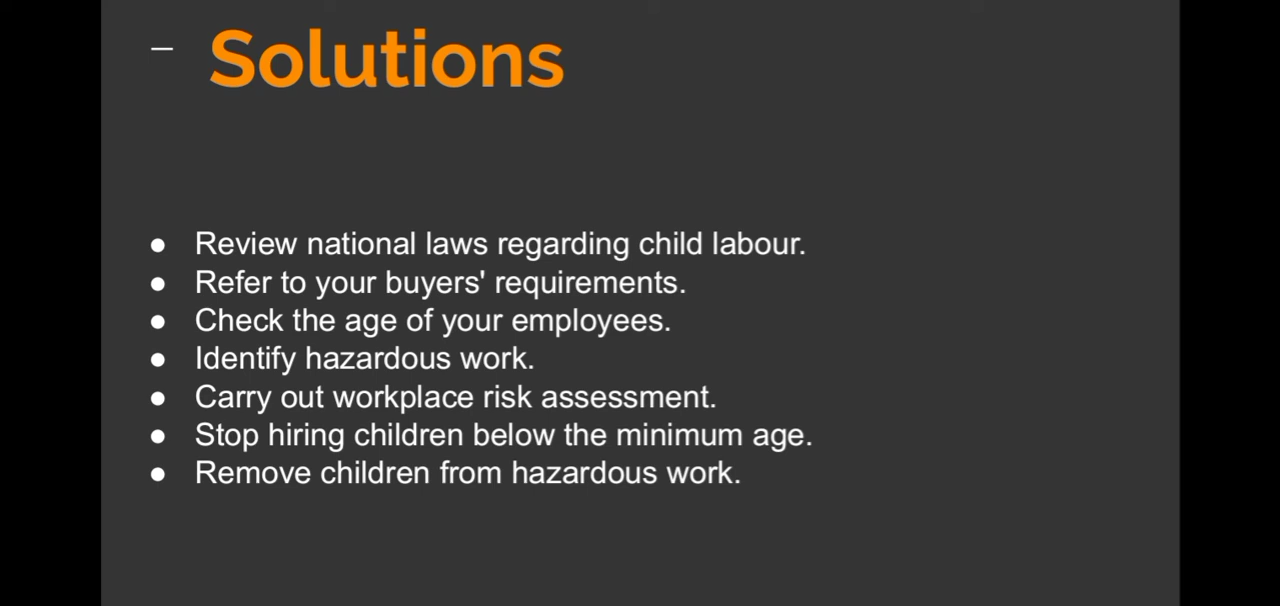 – Solutions
● Review national laws regarding child labour.
● Refer to your buyers' requirements.
● Check the age of your employees.
● Identify hazardous work.
● Carry out workplace risk assessment.
● Stop hiring children below the minimum age.
● Remove children from hazardous work.